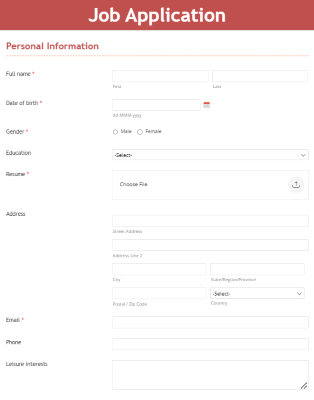 Job Application
Personal Information
Full name *
First Last
Date of birth *
dd-MMM-yyyy
Gender *
Male Female
Education
-Select-
Resume *
Choose File
Address
Street Address
Address Line 2
City State/Region/Province
-Select-
Postal / Zip Code Country
Email *
Phone
Leisure Interests